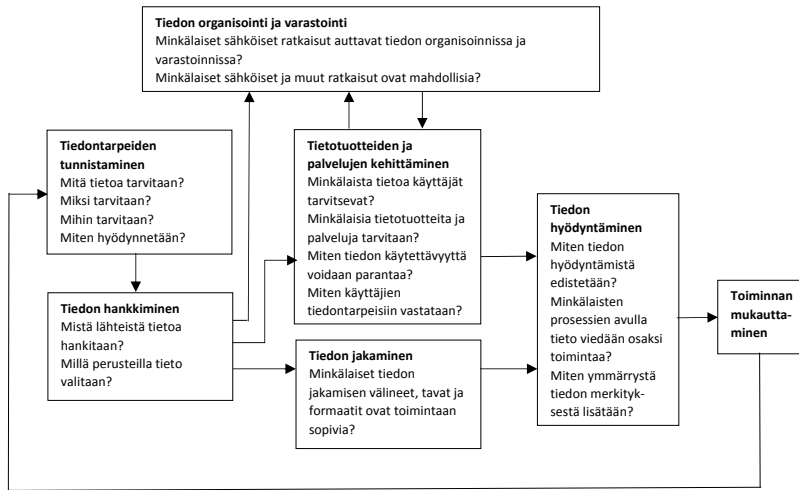 Tiedon organisointi ja varastointi
Minkälaiset sähköiset ratkaisut auttavat tiedon organisoinnissa ja
varastoinnissa?
Minkälaiset sähköiset ja muut ratkaisut ovat mahdollisia?
Tiedontarpeiden
tunnistaminen
Mitä tietoa tarvitaan?
Miksi tarvitaan?
Mihin tarvitaan?
Miten hyödynnetään?
Tiedon hankkiminen
Mistä lähteistä tietoa
hankitaan?
Millä perusteilla tieto
valitaan?
Tietotuotteiden ja
palvelujen kehittäminen
Minkälaista tietoa käyttäjät
tarvitsevat?
Minkälaisia tietotuotteita ja
palveluja tarvitaan?
Miten tiedon käytettävyyttä
voidaan parantaa?
Miten käyttäjien
tiedontarpeisiin vastataan?
Tiedon jakaminen
Minkälaiset tiedon
jakamisen välineet, tavat ja
formaatit ovat toimintaan
sopivia?
Tiedon
hyödyntäminen
Miten tiedon
hyödyntämistä
edistetään?
Minkälaisten
prosessien avulla
tieto viedään osaksi
toimintaa?
Miten ymmärrystä
tiedon merkityk-
sestä lisätään?
Toiminnan
mukautta-
minen